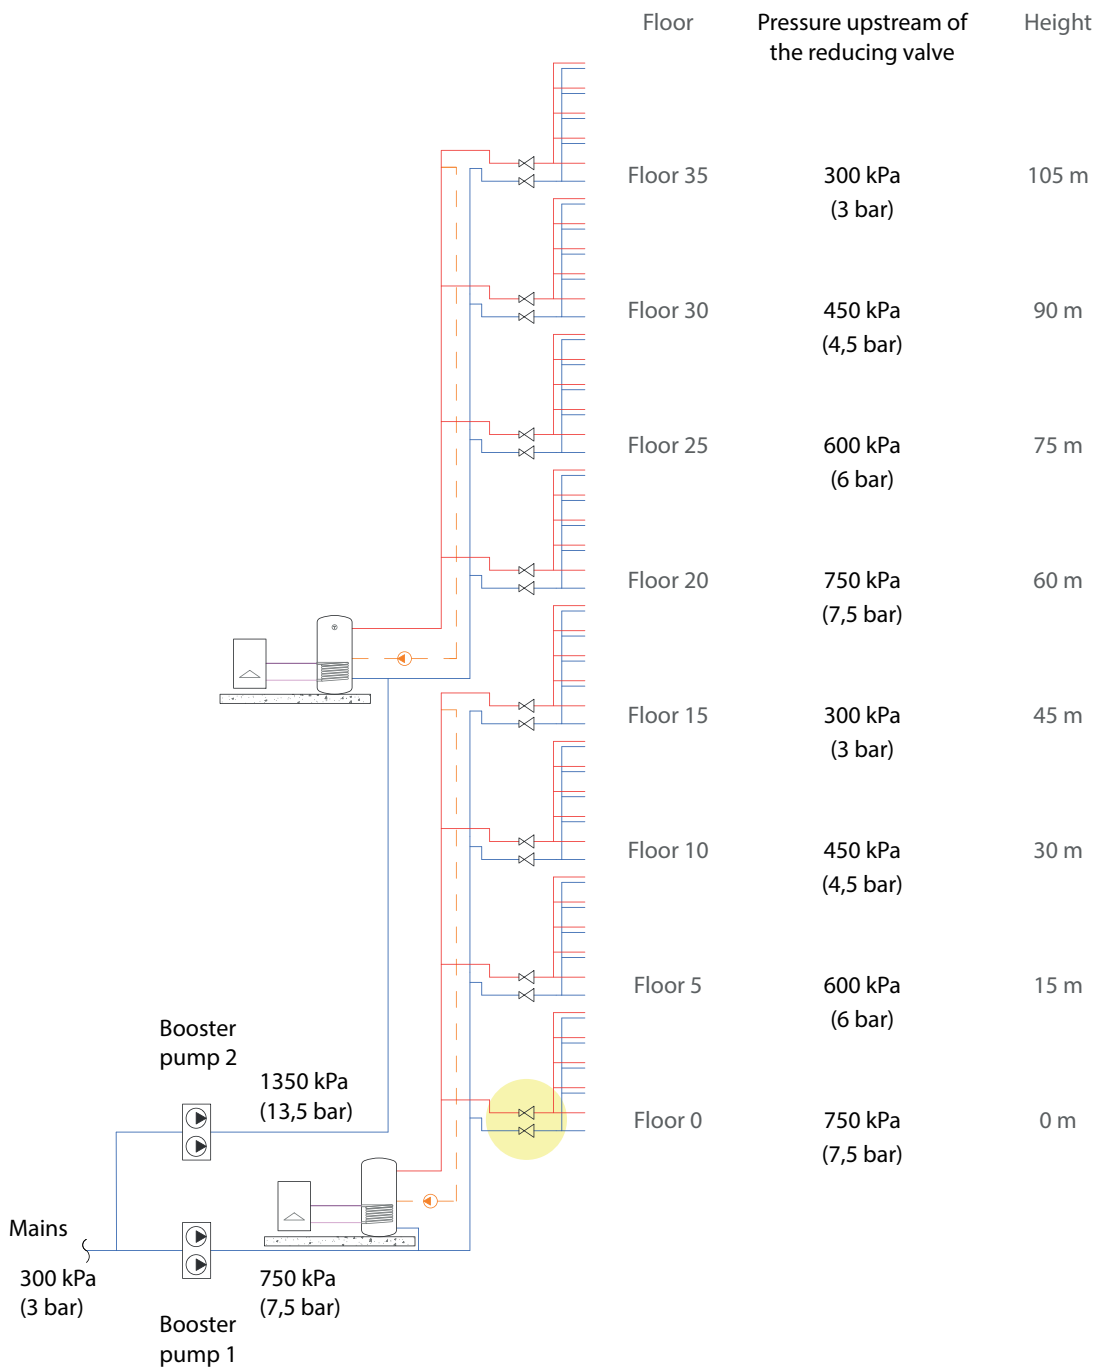 Floor
Pressure upstream of
the reducing valve
Height
Floor 35
300 kPa
(3 bar)
105 m
Floor 30
450 kPa
(4,5 bar)
90 m
Floor 25
600 kPa
(6 bar)
75 m
Floor 20
750 kPa
(7,5 bar)
60 m
Floor 15
300 kPa
(3 bar)
45 m
Floor 10
450 kPa
(4,5 bar)
30 m
Floor 5
600 kPa
(6 bar)
15 m
Floor 0
750 kPa
(7,5 bar)
0 m
Booster
pump 2
1350 kPa
(13,5 bar)
Mains
300 kPa
(3 bar)
750 kPa
(7,5 bar)
Booster
pump 1